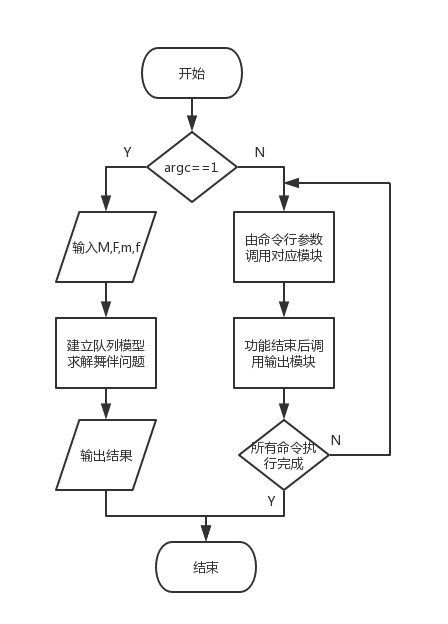 开始
Y
argc==1
N
输入M,F,m,f
由命令行参数
调用对应模块
建立队列模型
求解舞伴问题
功能结束后调
用输出模块
输出结果
所有命令执
行完成
N
Y
结束